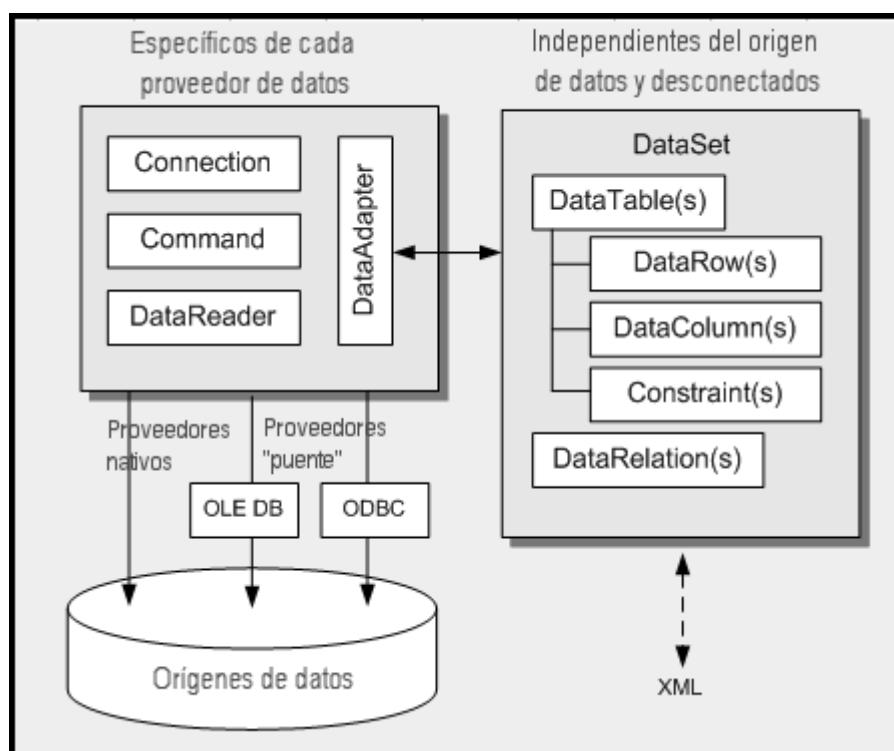 Específicos de cada
proveedor de datos
Connection
Command
DataReader
DataAdapter
Proveedores
nativos
Proveedores
"puente"
OLE DB
ODBC
Orígenes de datos
Independientes del origen
de datos y desconectados
DataSet
DataTable(s)
DataRow(s)
DataColumn(s)
Constraint(s)
DataRelation(s)
XML